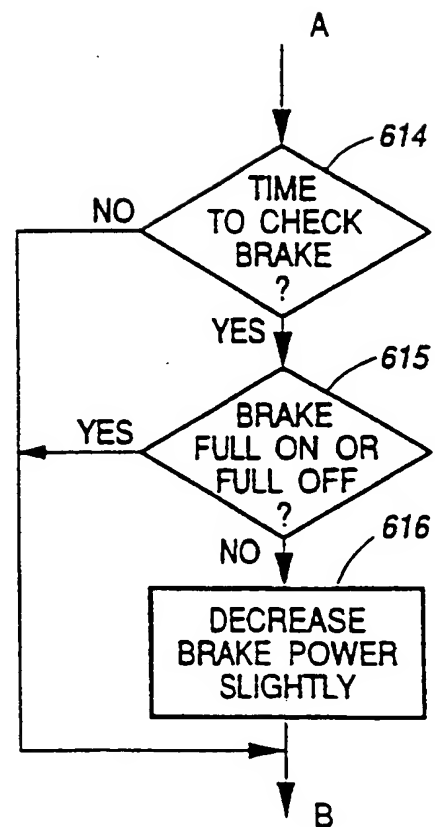 A
614
TIME
TO CHECK
BRAKE
?
NO
YES
615
BRAKE
FULL ON OR
FULL OFF
?
YES
NO
616
DECREASE
BRAKE POWER
SLIGHTLY
B